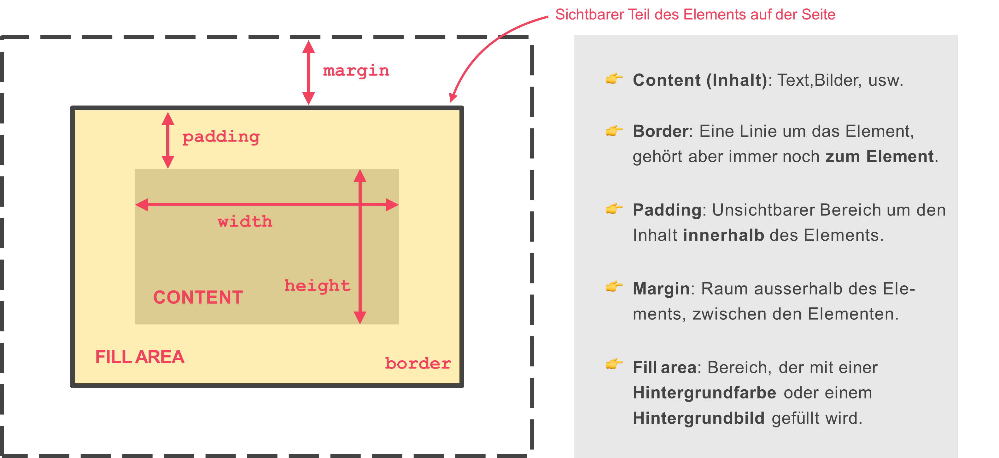 Sichtbarer Teil des Elements auf der Seite
margin
padding
width
height
CONTENT
FILL AREA
border
Content (Inhalt): Text,Bilder, usw.
Border: Eine Linie um das Element,
gehört aber immer noch zum Element.
Padding: Unsichtbarer Bereich um den
Inhalt innerhalb des Elements.
Margin: Raum ausserhalb des Ele-
ments, zwischen den Elementen.
Fill area: Bereich, der mit einer
Hintergrundfarbe oder einem
Hintergrundbild gefüllt wird.